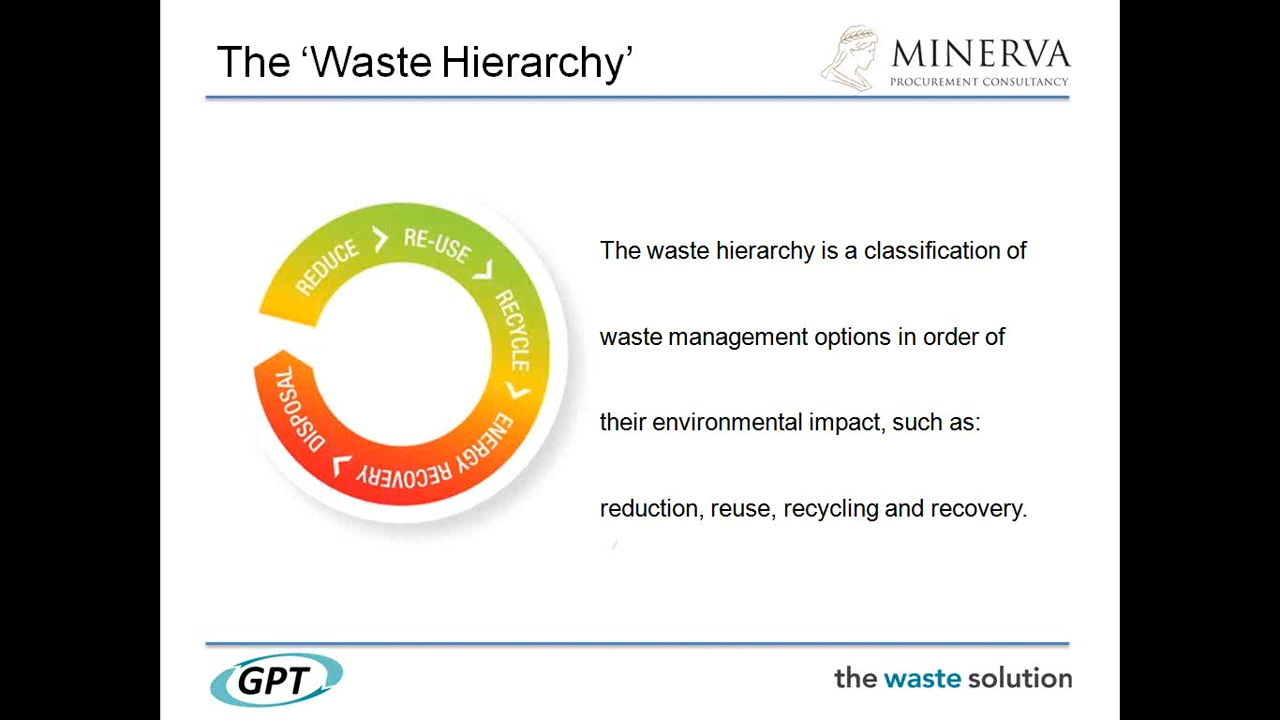 The ‘Waste Hierarchy’
MINERVA
PROCUREMENT CONSULTANCY
REDUCE
RE-USE
RECYCLE
ENERGY RECOVERY
DISPOSAL
The waste hierarchy is a classification of
waste management options in order of
their environmental impact, such as:
reduction, reuse, recycling and recovery.
GPT
the waste solution